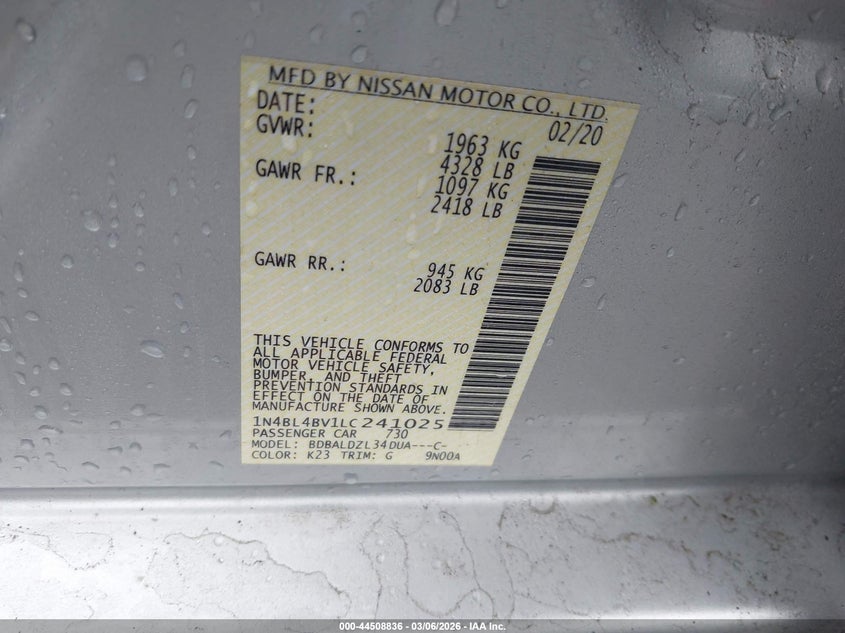 MFD BY NISSAN MOTOR CO., LTD.
DATE: 02/20
GVWR: 1963 KG
4328 LB
GAWR FR.: 1097 KG
2418 LB
GAWR RR.: 945 KG
2083 LB
THIS VEHICLE CONFORMS TO
ALL APPLICABLE FEDERAL
MOTOR VEHICLE SAFETY,
BUMPER, AND THEFT
PREVENTION STANDARDS IN
EFFECT ON THE DATE OF
MANUFACTURE SHOWN ABOVE.
1N4BL4BV1LC241025
PASSENGER CAR 730
MODEL: BDBALDZL34DUA---C-
COLOR: K23 TRIM: G 9N00A
000-44508836 - 03/06/2026 - IAA Inc.